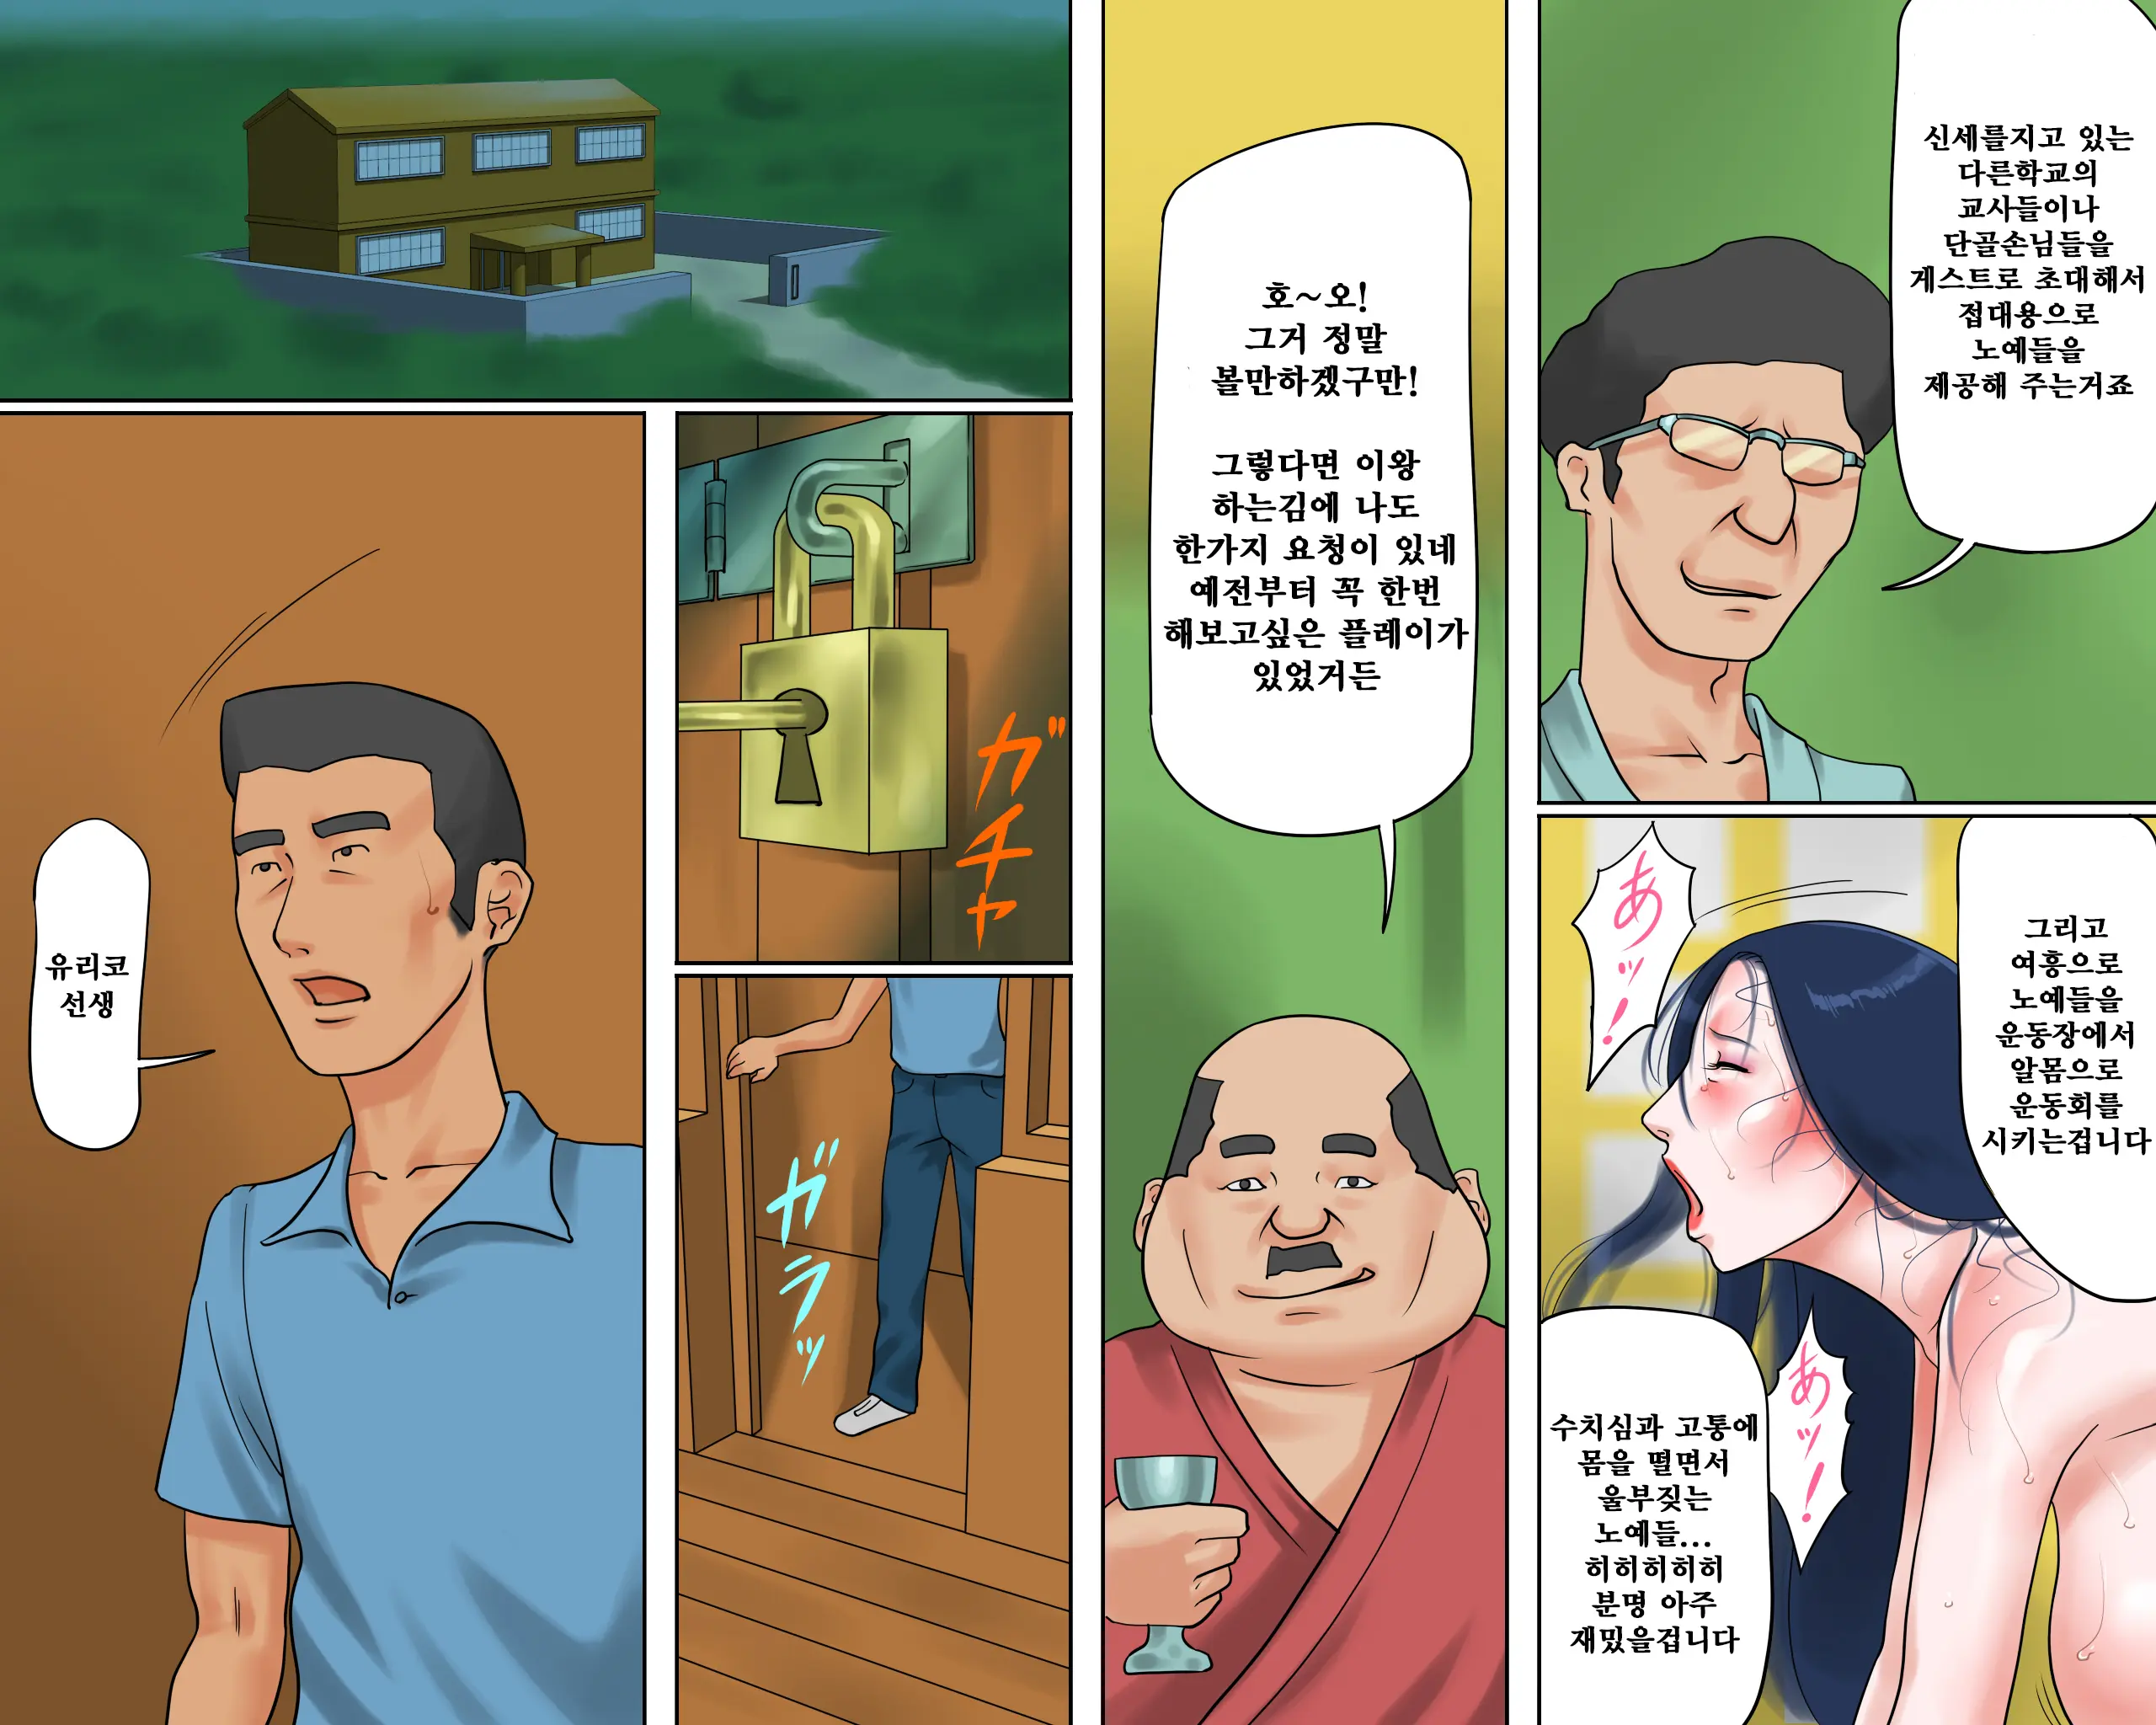 신세를지고 있는
다른학교의
교사들이나
단골손님들을
게스트로 초대해서
접대용으로
노예들을
제공해 주는거죠
그리고
여흥으로
노예들을
운동장에서
알몸으로
운동회를
시키는겁니다
あッ!
あッ!
수치심과 고통에
몸을 떨면서
울부짖는
노예들...
히히히히히
분명 아주
재밌을겁니다
호~오!
그거 정말
볼만하겠구만!
그렇다면 이왕
하는김에 나도
한가지 요청이 있네
예전부터 꼭 한번
해보고싶은 플레이가
있었거든
ガチャ
ガラッ
유리코
선생